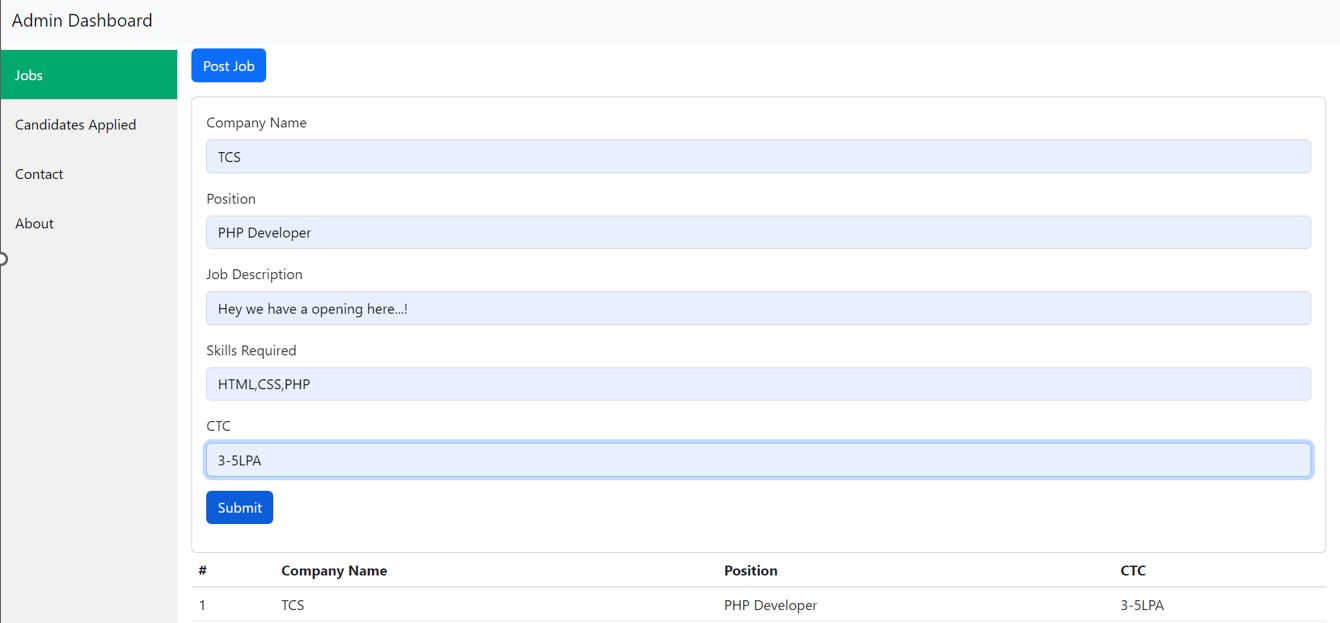 Admin Dashboard
Jobs
Candidates Applied
Contact
About
Post Job
Company Name
TCS
Position
PHP Developer
Job Description
Hey we have a opening here...!
Skills Required
HTML,CSS,PHP
CTC
3-5LPA
Submit
# Company Name Position CTC
1 TCS PHP Developer 3-5LPA